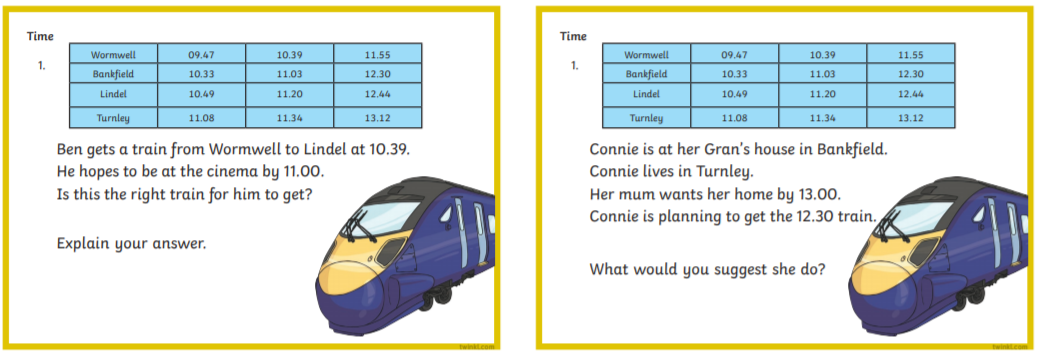 Time
1.
Wormwell 09.47 10.39 11.55
Bankfield 10.33 11.03 12.30
Lindel 10.49 11.20 12.44
Turnley 11.08 11.34 13.12
Ben gets a train from Wormwell to Lindel at 10.39.
He hopes to be at the cinema by 11.00.
Is this the right train for him to get?
Explain your answer.
twinkl.com
Time
1.
Wormwell 09.47 10.39 11.55
Bankfield 10.33 11.03 12.30
Lindel 10.49 11.20 12.44
Turnley 11.08 11.34 13.12
Connie is at her Gran's house in Bankfield.
Connie lives in Turnley.
Her mum wants her home by 13.00.
Connie is planning to get the 12.30 train.
What would you suggest she do?
twinkl.com